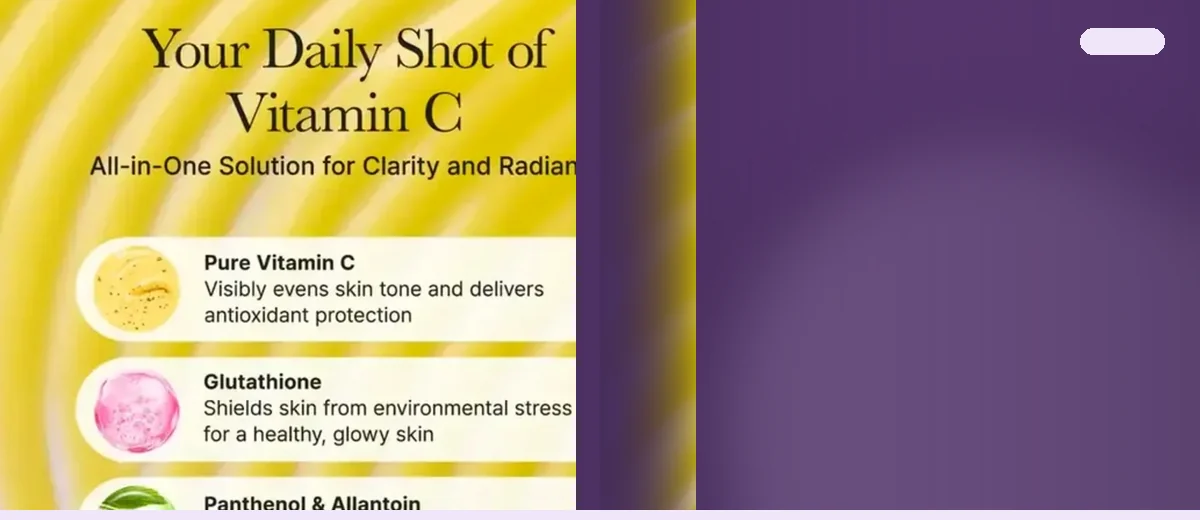 Your Daily Shot of
Vitamin C
All-in-One Solution for Clarity and
Pure Vitamin C
Visibly evens skin tone and delivers
antioxidant protection
Glutathione
Shields skin from environmental stress
for a healthy, glowy skin
Panthenol & Allantoin